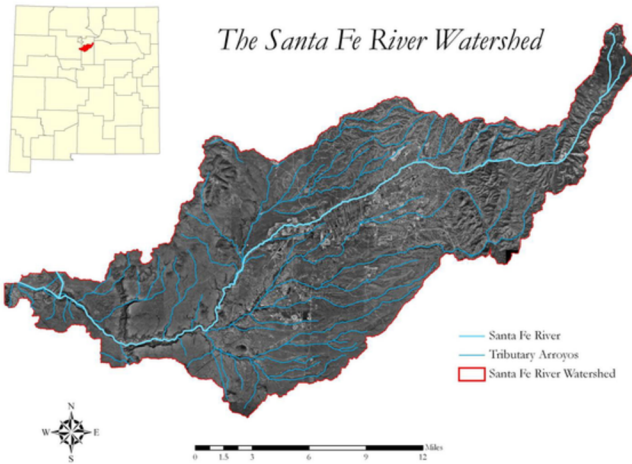 The Santa Fe River Watershed
Santa Fe River
Tributary Arroyos
Santa Fe River Watershed
N
W E
S
Miles
0 1.5 3 6 9 12